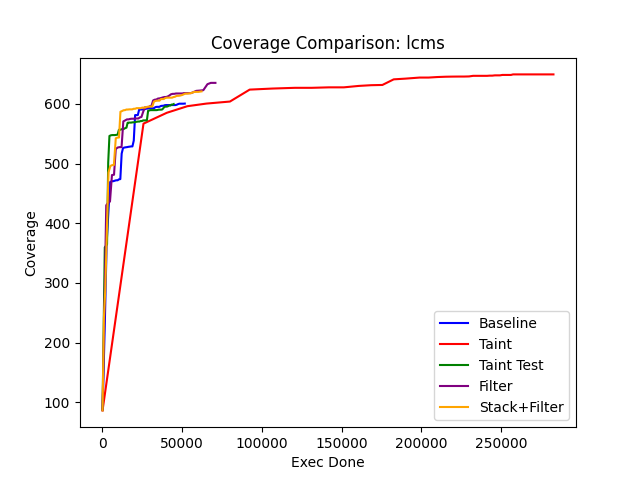 Coverage Comparison: lcms
Coverage
600
500
400
300
200
100
0
50000
100000
150000
200000
250000
Exec Done
Baseline
Taint
Taint Test
Filter
Stack+Filter